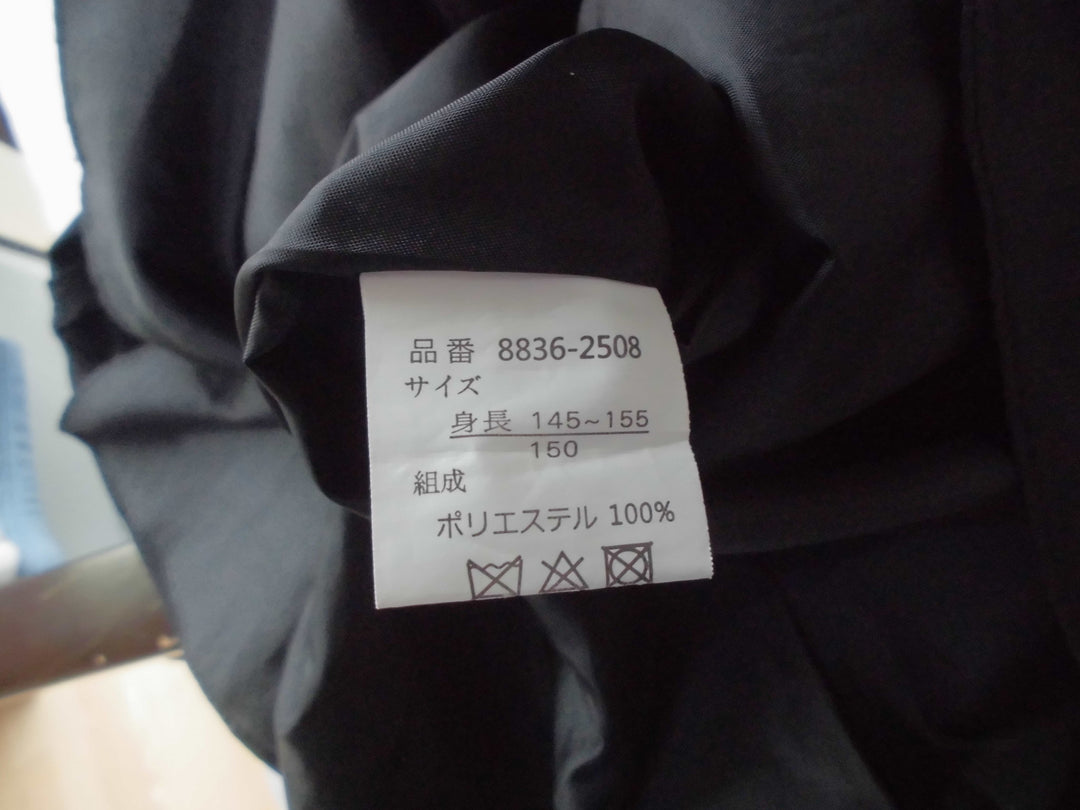 品番 8836-2508
サイズ
身長 145~155
150
組成
ポリエステル 100%